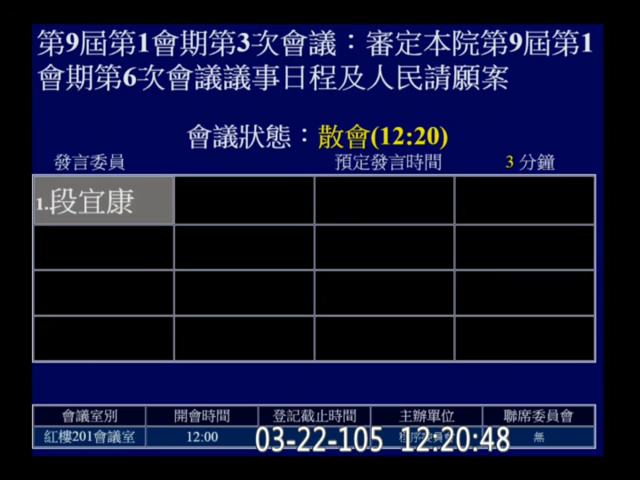 第9屆第1會期第3次會議：審定本院第9屆第1
會期第6次會議議事日程及人民請願案
會議狀態：散會(12:20)
發言委員 預定發言時間 3 分鐘
1.段宜康
會議室別 開會時間 登記截止時間 主辦單位 聯席委員會
紅樓201會議室 12:00 無
03-22-105 12:20:48